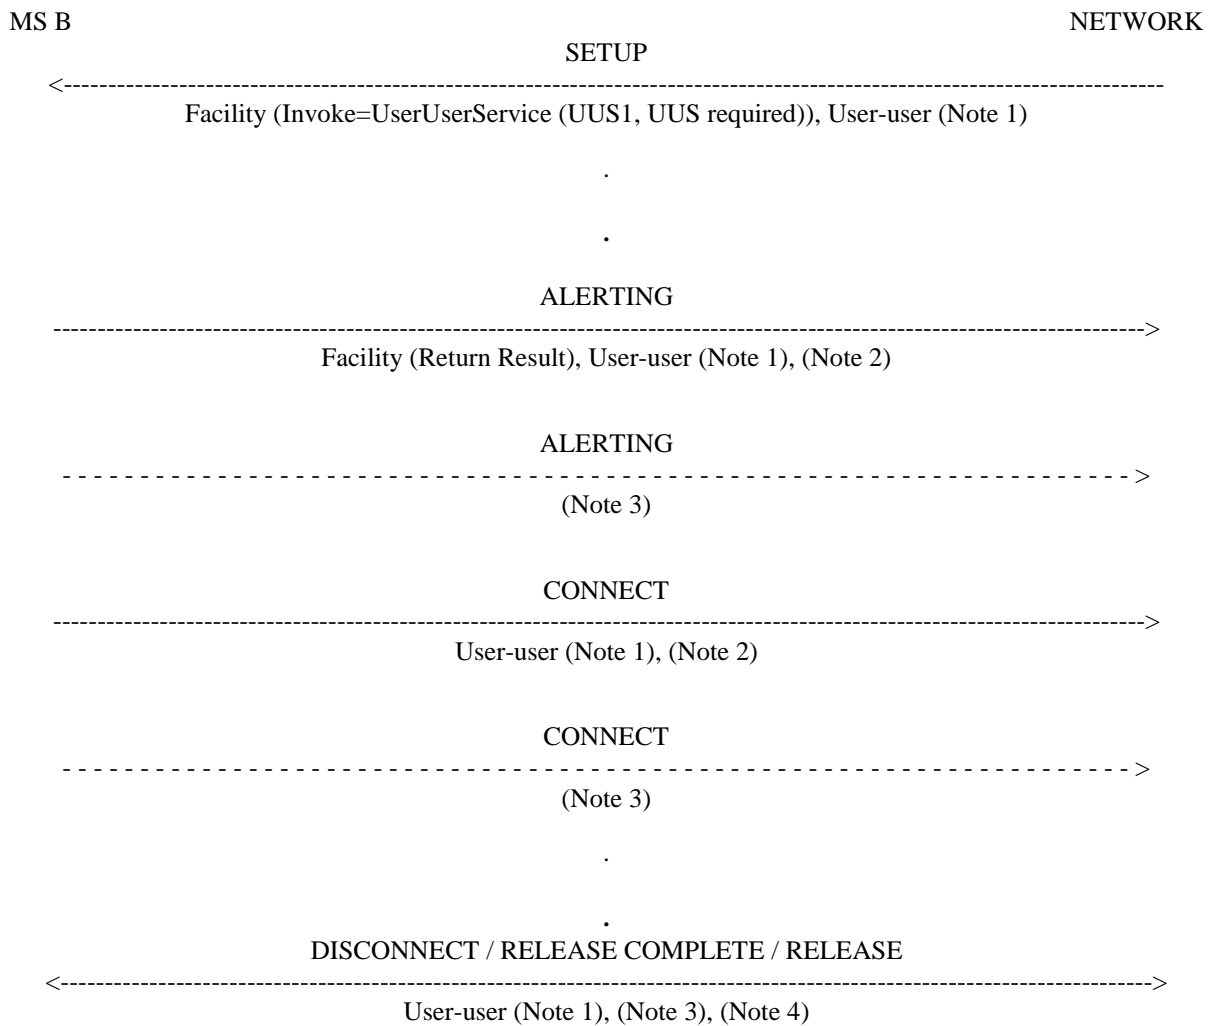 MS B NETWORK
SETUP
<----------------------------------------------------------------------------------------------------------------------------
Facility (Invoke=UserUserService (UUS1, UUS required)), User-user (Note 1)
.
.
ALERTING
--------------------------------------------------------------------------------------------------------------------------->
Facility (Return Result), User-user (Note 1), (Note 2)
ALERTING
- - - - - - - - - - - - - - - - - - - - - - - - - - - - - - - - - - - - - - - - - - - - - - - - - - - - - - - - - - - - - - - - - - - - - >
(Note 3)
CONNECT
--------------------------------------------------------------------------------------------------------------------------->
User-user (Note 1), (Note 2)
CONNECT
- - - - - - - - - - - - - - - - - - - - - - - - - - - - - - - - - - - - - - - - - - - - - - - - - - - - - - - - - - - - - - - - - - - - - >
(Note 3)
.
.
DISCONNECT / RELEASE COMPLETE / RELEASE
<--------------------------------------------------------------------------------------------------------------------------->
User-user (Note 1), (Note 3), (Note 4)